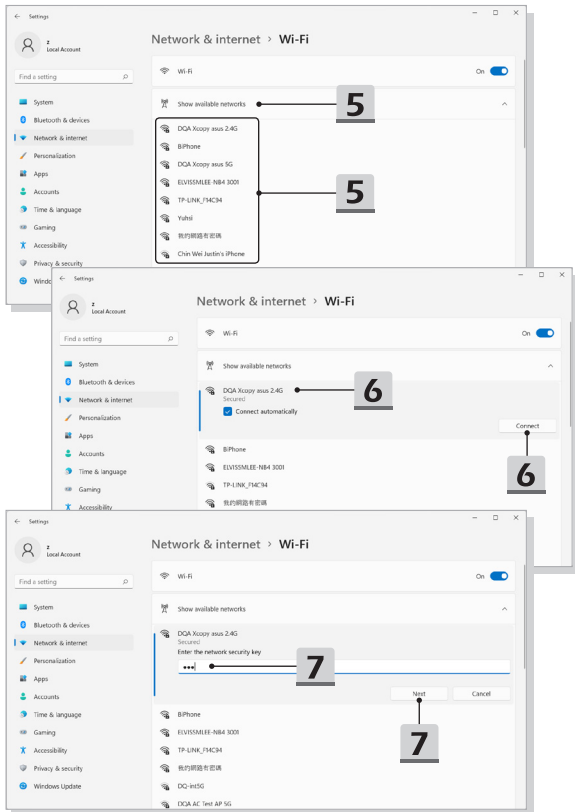 Settings
z
Local Account
Find a setting
System
Bluetooth & devices
Network & internet
Personalization
Apps
Accounts
Time & language
Gaming
Accessibility
Privacy & security
Windo
Network & internet > Wi-Fi
Wi-Fi
On
Show available networks
5
DQA Xcopy asus 2.4G
BiPhone
DQA Xcopy asus 5G
ELVISSMLEE-NB4 3001
5
TP-LINK_F14C94
Yuhsi
我的網路有密碼
Chin Wei Justin's iPhone
Settings
z
Local Account
Find a setting
System
Bluetooth & devices
Network & internet
Personalization
Apps
Accounts
Time & language
Gaming
Accessibility
Network & internet > Wi-Fi
Wi-Fi
On
Show available networks
DQA Xcopy asus 2.4G
6
Secured
Connect automatically
Connect
6
BiPhone
ELVISSMLEE-NB4 3001
TP-LINK_F14C94
我的網路有密碼
Settings
z
Local Account
Find a setting
System
Bluetooth & devices
Network & internet
Personalization
Apps
Accounts
Time & language
Gaming
Accessibility
Privacy & security
Windows Update
Network & internet > Wi-Fi
Wi-Fi
On
Show available networks
DQA Xcopy asus 2.4G
Secured
Enter the network security key
•••
7
Next Cancel
7
BiPhone
ELVISSMLEE-NB4 3001
TP-LINK_F14C94
我的網路有密碼
DQ-int5G
DQA AC Test AP 5G